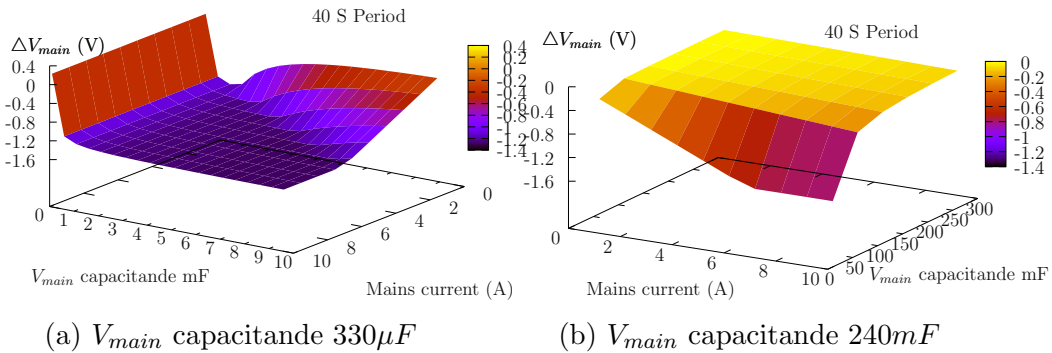 40 S Period
△V_main (V)
0.4
0
-0.4
-0.8
-1.2
-1.6
0.4
0.2
0
-0.2
-0.4
-0.6
-0.8
-1
-1.2
-1.4
0 1 2 3 4 5 6 7 8 9 10
10 8 6 4 2 0
V_main capacitande mF
Mains current (A)
(a) V_main capacitande 330μF
40 S Period
△V_main (V)
0
-0.4
-0.8
-1.2
-1.6
0
-0.2
-0.4
-0.6
-0.8
-1
-1.2
-1.4
0 2 4 6 8 10
0 50 100 150 200 250 300
Mains current (A)
V_main capacitande mF
(b) V_main capacitande 240mF